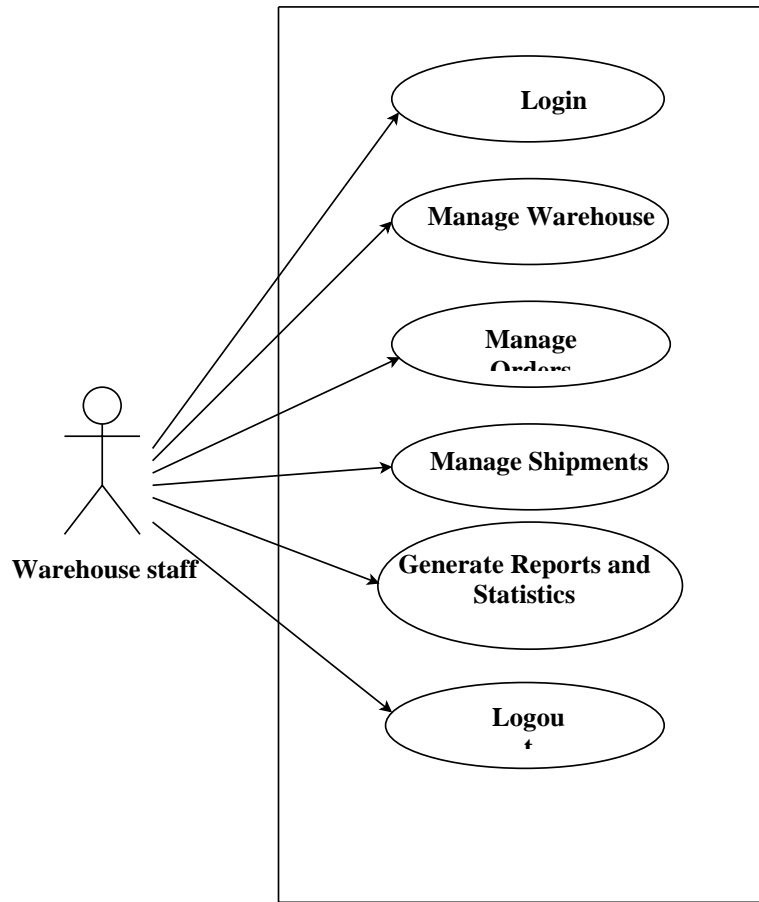 Login
Manage Warehouse
Manage
Orders
Manage Shipments
Warehouse staff
Generate Reports and
Statistics
Logou
t